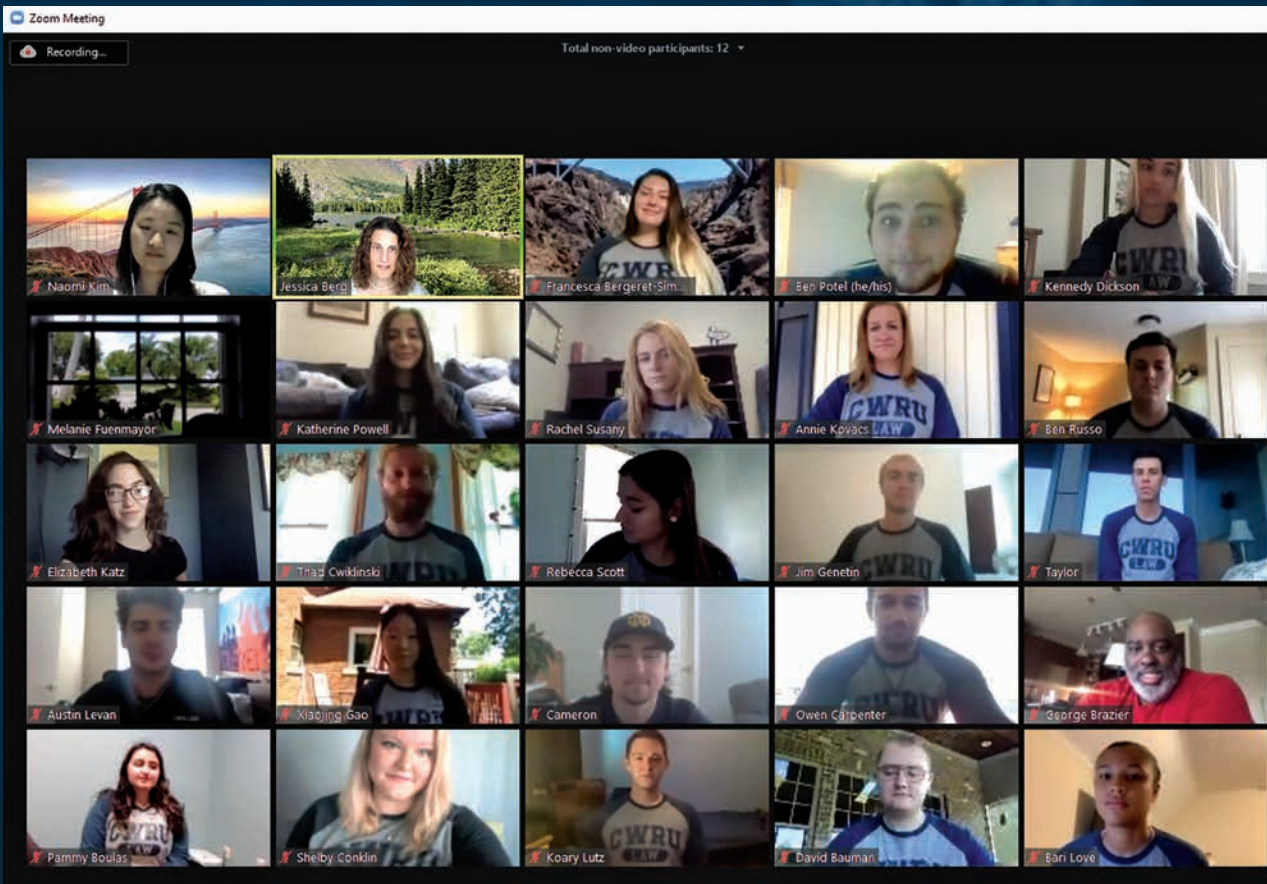 Zoom Meeting
Recording...
Total non-video participants: 12
Naomi Kim
Jessica Berg
CWR
Francesca Bergeret-Sim...
Ben Potel (he/his)
CWRU
LAW
Kennedy Dickson
Melanie Fuenmayor
Katherine Powell
Rachel Susany
CWRU
LAW
Annie Kovacs
Ben Russo
Elizabeth Katz
Thad Cwiklinski
Rebecca Scott
CWRU
Jim Genetin
CWRU
LAW
Taylor
Austin Levan
Xiaojing Gao
Cameron
CWRU
Owen Carpenter
George Brazier
CWRU
Pammy Boulas
Shelby Conklin
CWRU
LAW
Koary Lutz
David Bauman
Bari Love